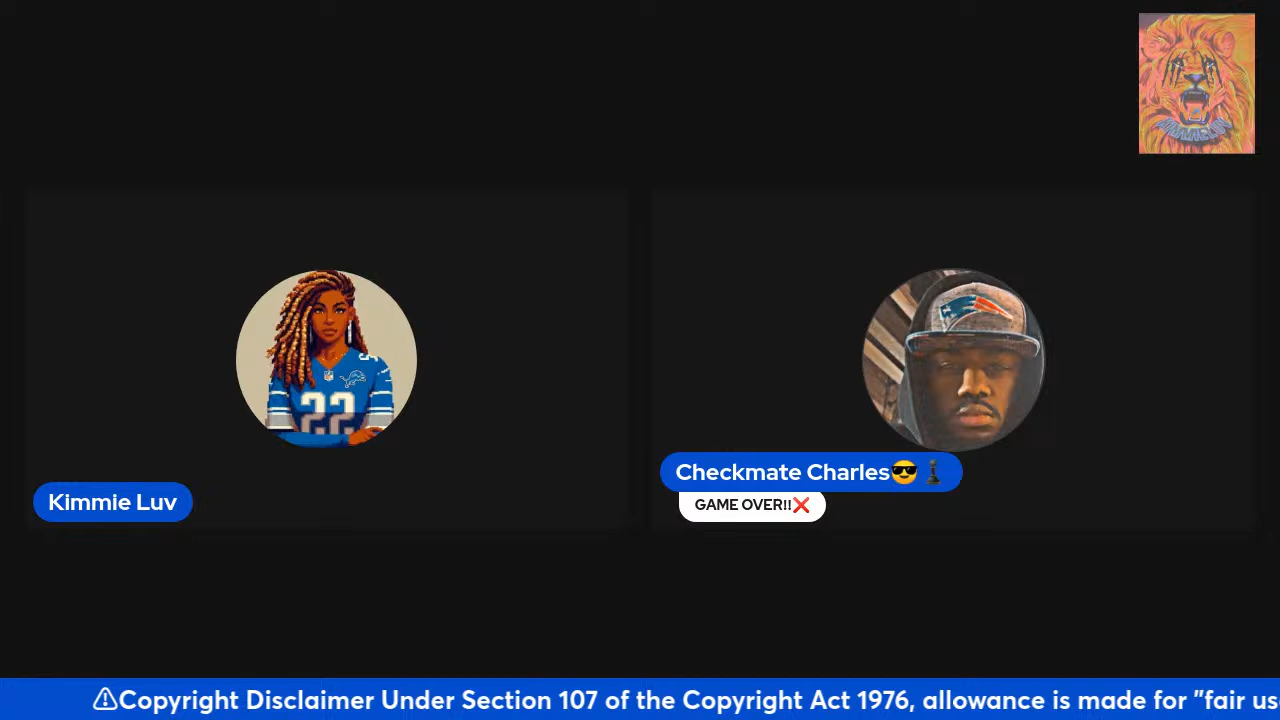 Kimmie Luv
Checkmate Charles😎♟️
GAME OVER!!❌
22
⚠Copyright Disclaimer Under Section 107 of the Copyright Act 1976, allowance is made for "fair us